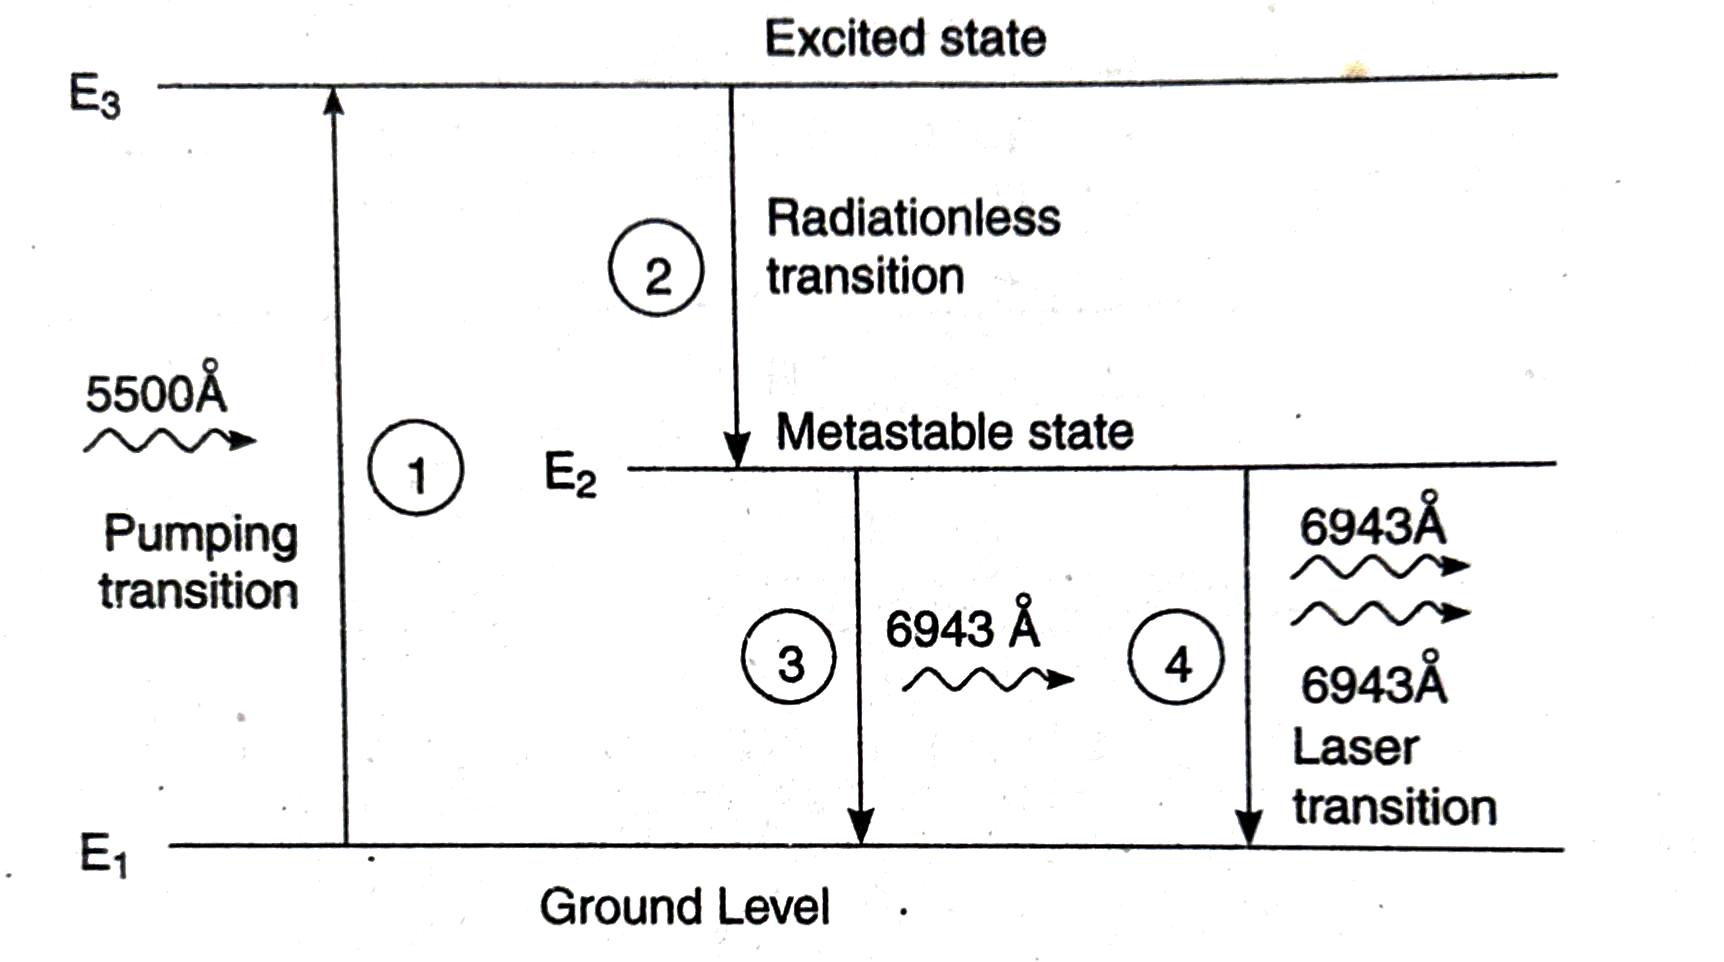 Excited state
E3
Radiationless
transition
2
5500Å
1
Pumping
transition
Metastable state
E2
6943Å
6943 Å
3
4
6943Å
Laser
transition
E1
Ground Level